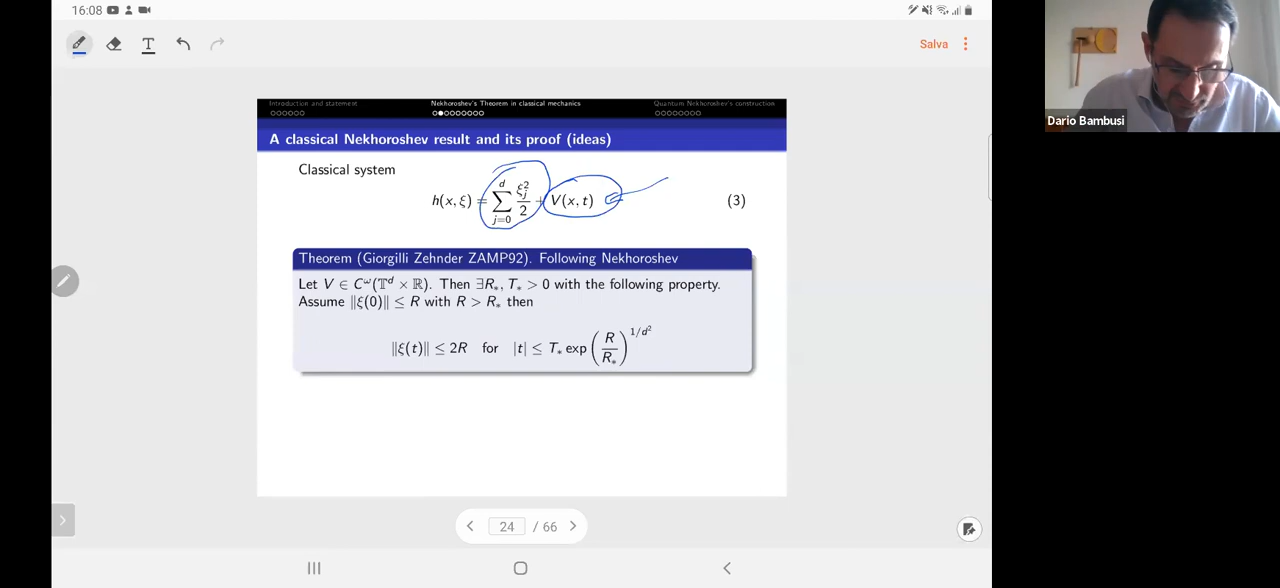 16:08
Salva
Introduction and statement
Nekhoroshev's Theorem in classical mechanics
Quantum Nekhoroshev's construction
A classical Nekhoroshev result and its proof (ideas)
Classical system
h(x, ξ) = ∑_{j=0}^{d} ξ_j^2/2 + V(x, t) (3)
Theorem (Giorgilli Zehnder ZAMP92). Following Nekhoroshev
Let V ∈ C^ω(𝕋^d × ℝ). Then ∃R_*, T_* > 0 with the following property.
Assume ‖ξ(0)‖ ≤ R with R > R_* then
‖ξ(t)‖ ≤ 2R for |t| ≤ T_* exp (R/R_*)^{1/d^2}
24 / 66
Dario Bambusi